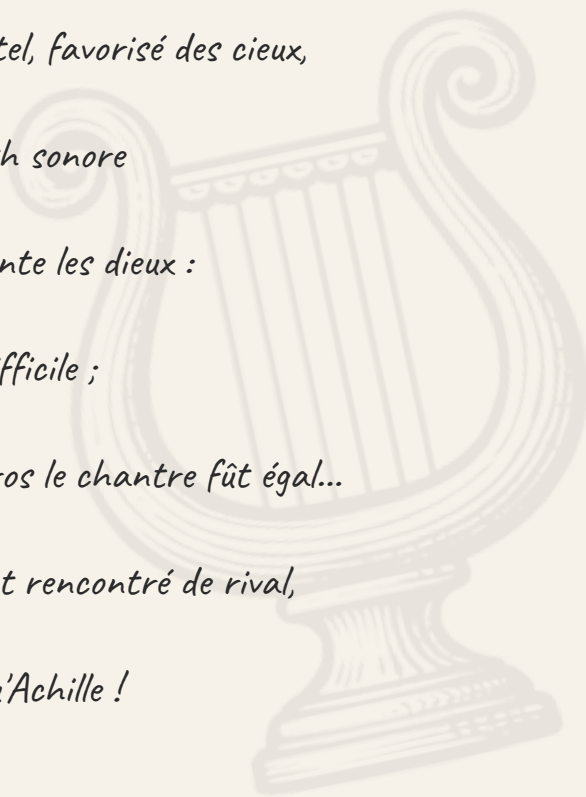 tel, favorisé des cieux,
h sonore
nte les dieux :
fficile ;
ros le chantre fût égal...
t rencontré de rival,
u'Achille !